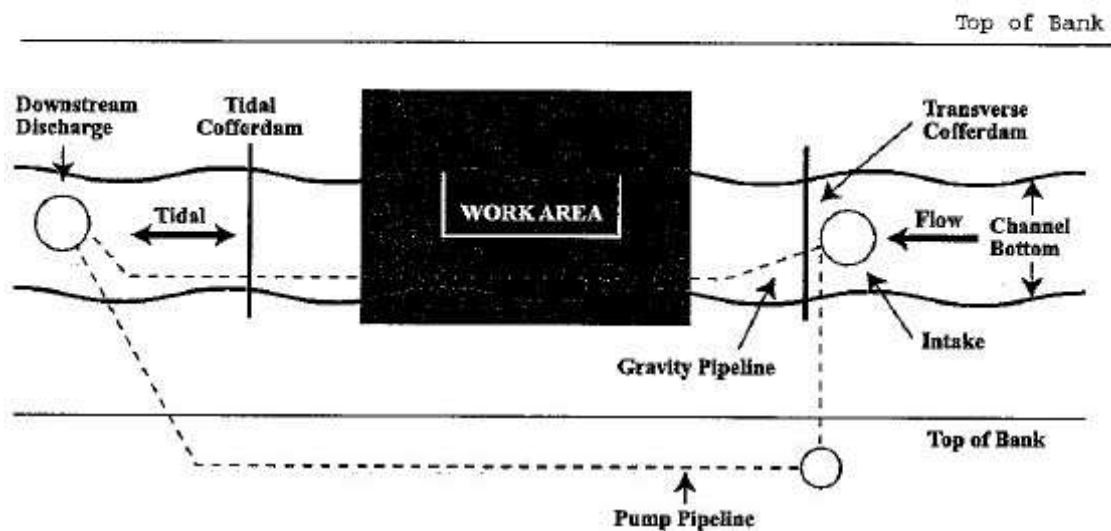 Top of Bank
Downstream
Discharge
Tidal
Cofferdam
Transverse
Cofferdam
WORK AREA
Tidal
Flow
Channel
Bottom
Gravity Pipeline
Intake
Top of Bank
Pump Pipeline